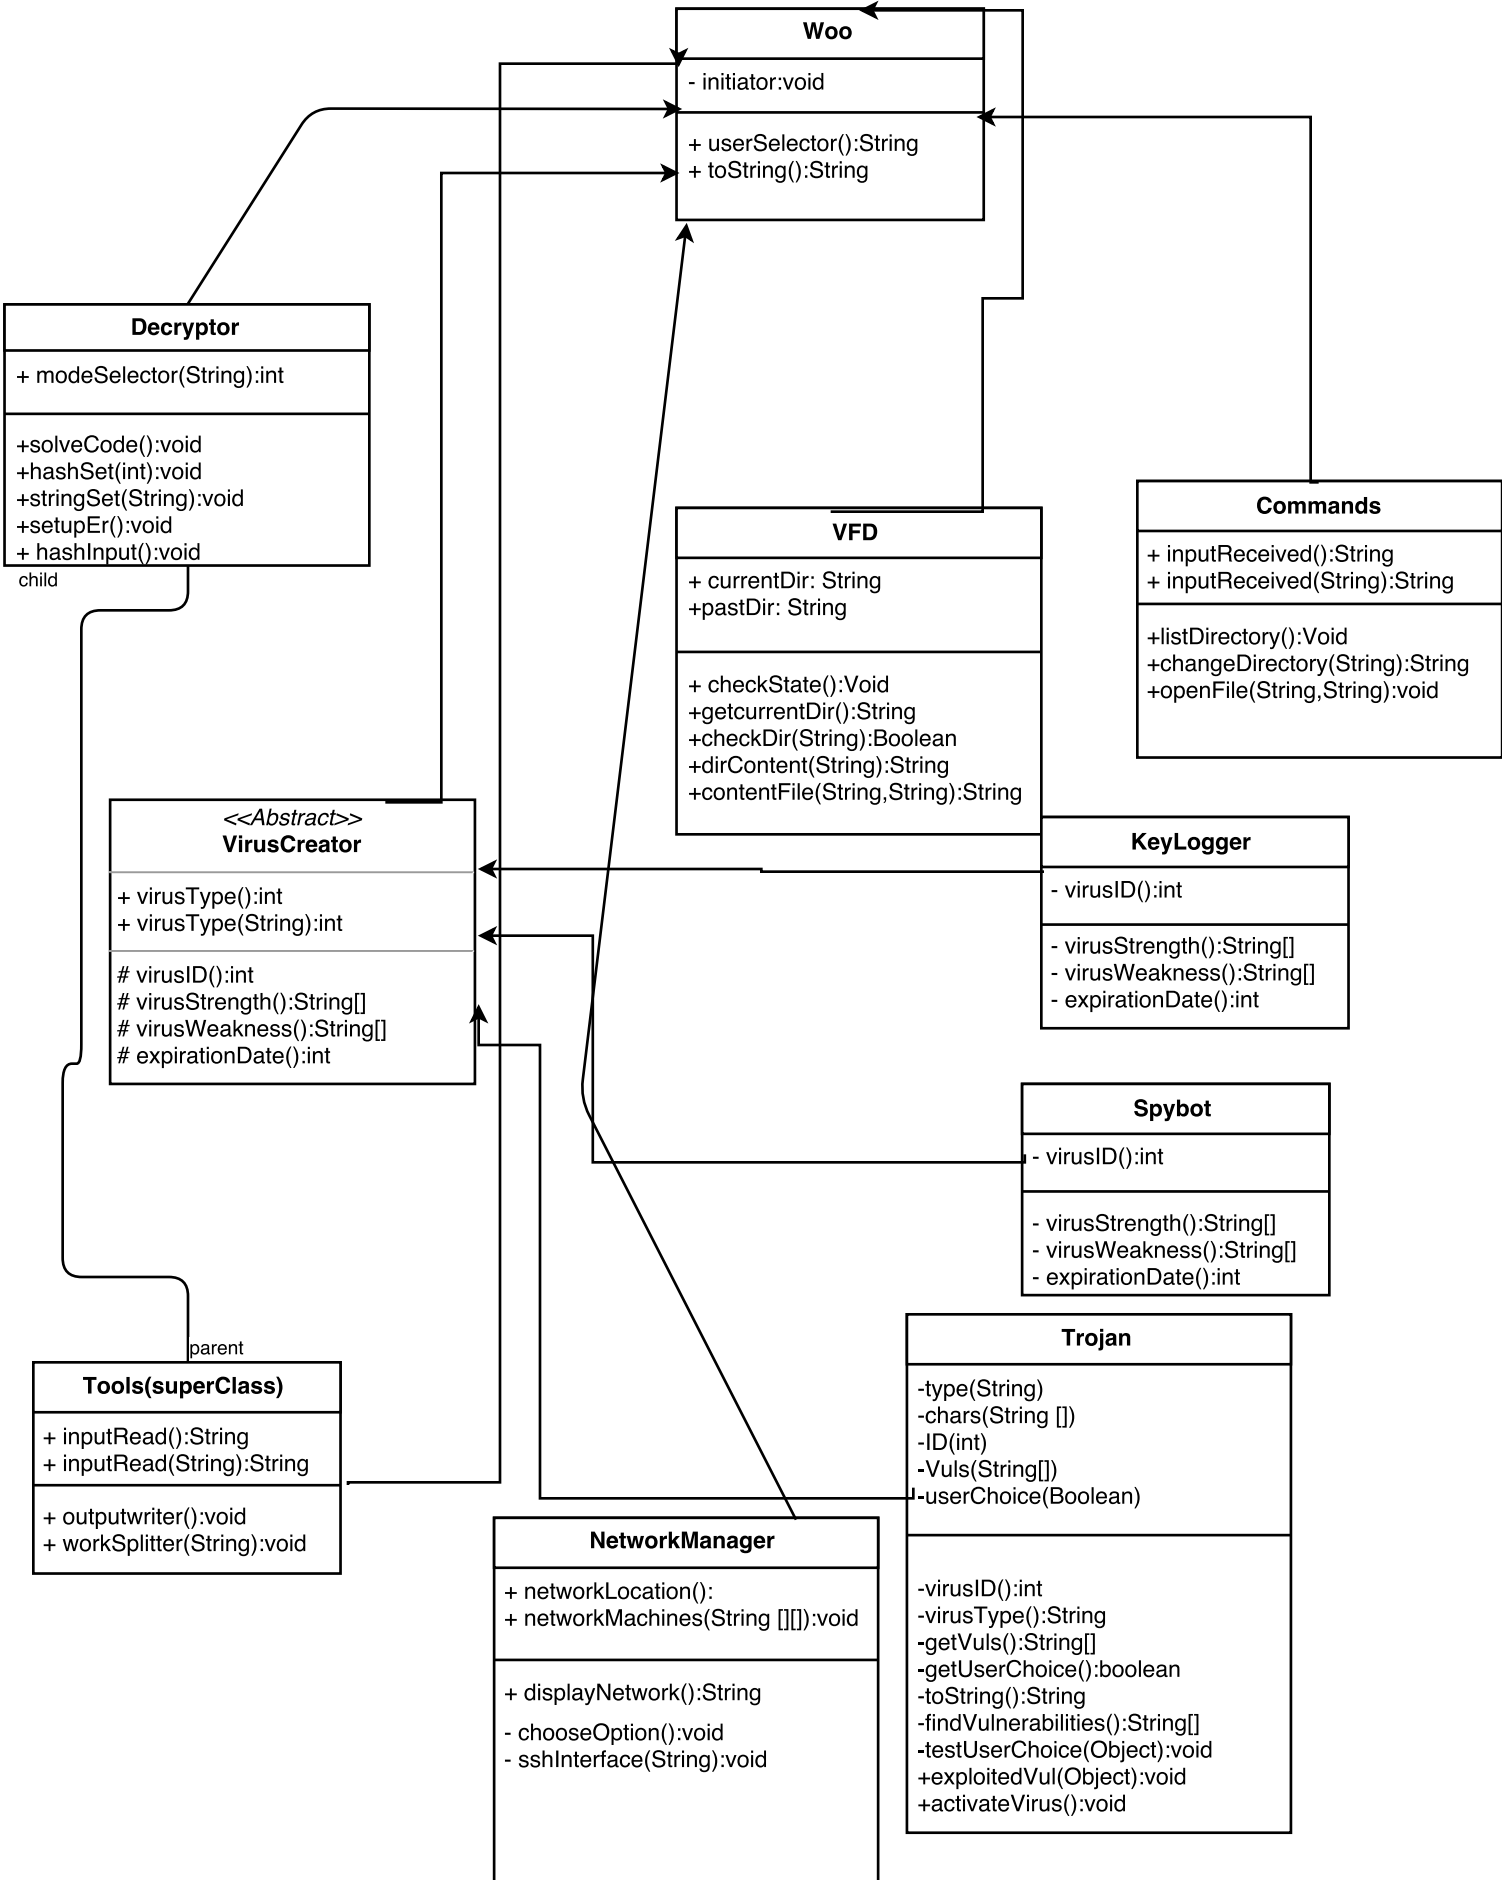 Woo
- initiator:void
+ userSelector():String
+ toString():String
Decryptor
+ modeSelector(String):int
+solveCode():void
+hashSet(int):void
+stringSet(String):void
+setupEr():void
+ hashInput():void
child
VFD
+ currentDir: String
+pastDir: String
+ checkState():Void
+getcurrentDir():String
+checkDir(String):Boolean
+dirContent(String):String
+contentFile(String,String):String
Commands
+ inputReceived():String
+ inputReceived(String):String
+listDirectory():Void
+changeDirectory(String):String
+openFile(String,String):void
<<Abstract>>
VirusCreator
+ virusType():int
+ virusType(String):int
# virusID():int
# virusStrength():String[]
# virusWeakness():String[]
# expirationDate():int
KeyLogger
- virusID():int
- virusStrength():String[]
- virusWeakness():String[]
- expirationDate():int
Spybot
- virusID():int
- virusStrength():String[]
- virusWeakness():String[]
- expirationDate():int
parent
Tools(superClass)
+ inputRead():String
+ inputRead(String):String
+ outputwriter():void
+ workSplitter(String):void
NetworkManager
+ networkLocation():
+ networkMachines(String [][]):void
+ displayNetwork():String
- chooseOption():void
- sshInterface(String):void
Trojan
-type(String)
-chars(String [])
-ID(int)
-Vuls(String[])
-userChoice(Boolean)
-virusID():int
-virusType():String
-getVuls():String[]
-getUserChoice():boolean
-toString():String
-findVulnerabilities():String[]
-testUserChoice(Object):void
+exploitedVul(Object):void
+activateVirus():void